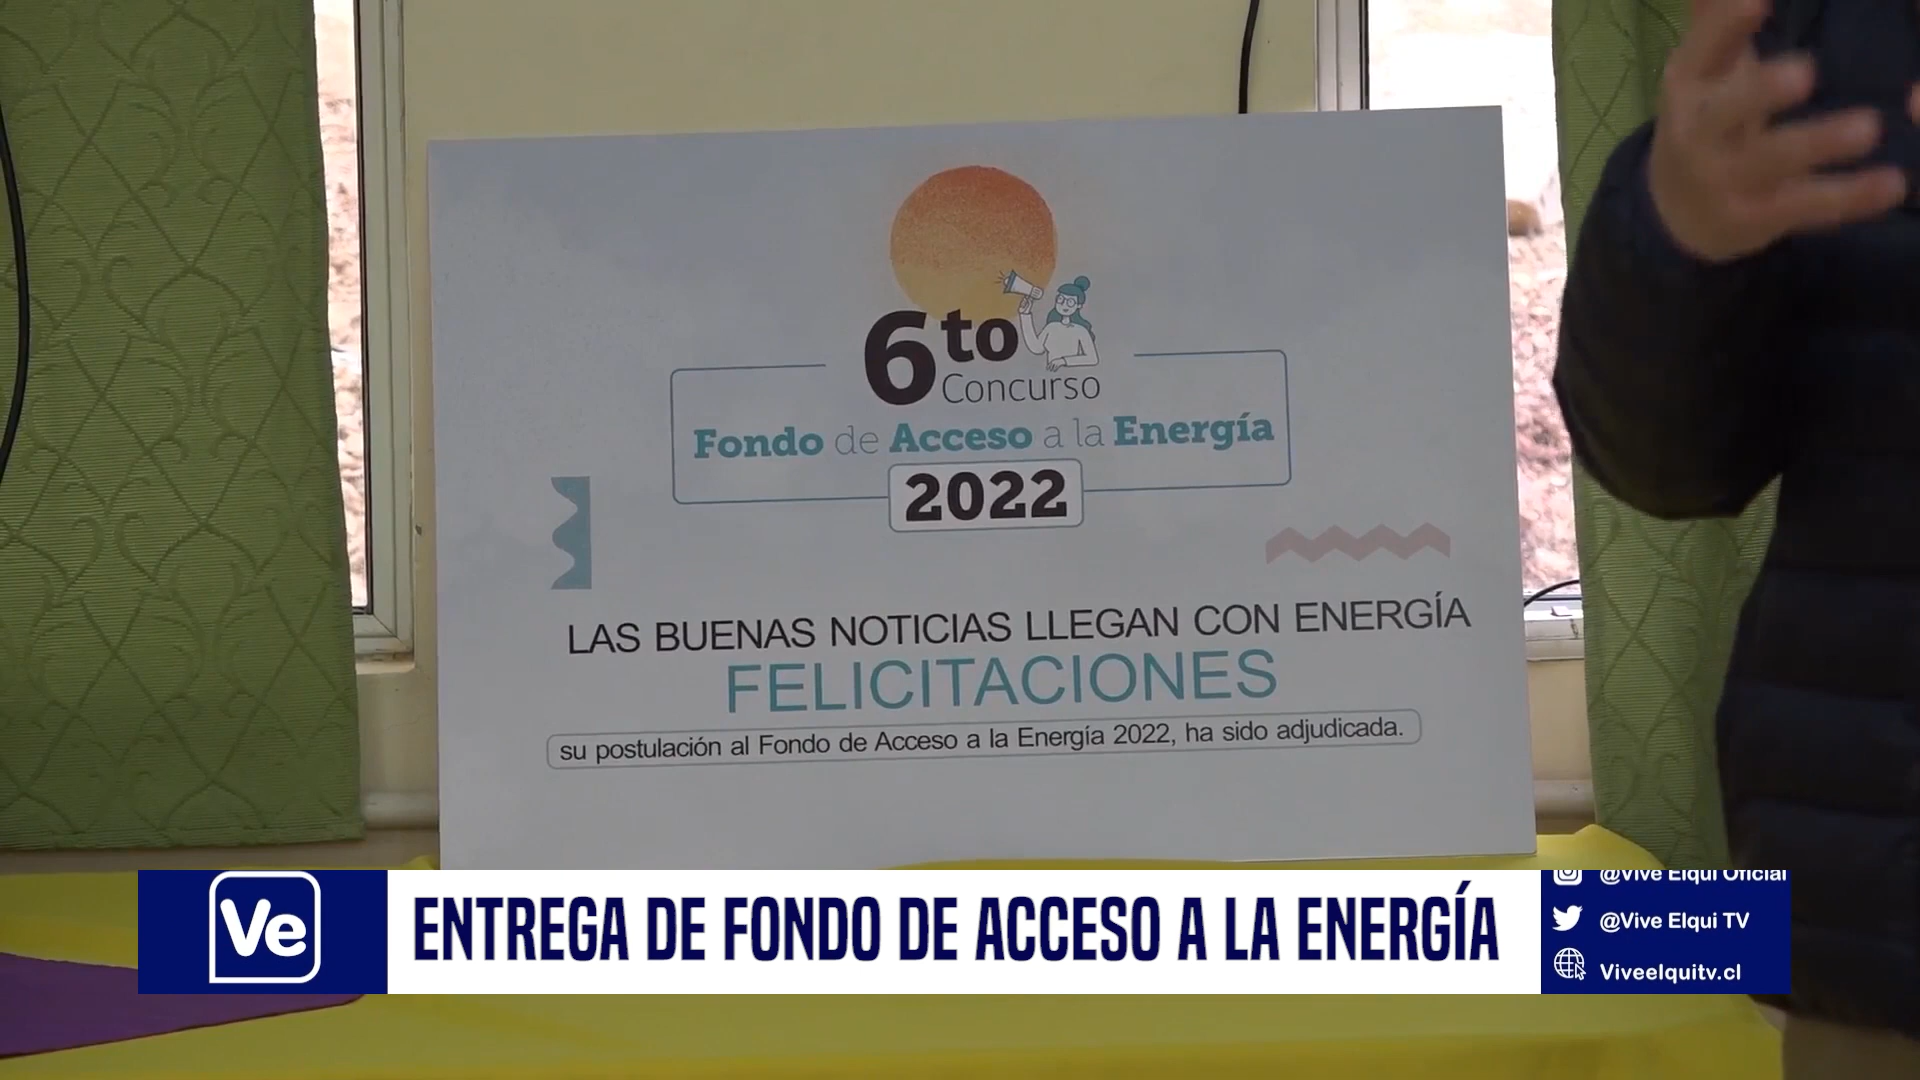 6to
Concurso
Fondo de Acceso a la Energía
2022
LAS BUENAS NOTICIAS LLEGAN CON ENERGÍA
FELICITACIONES
su postulación al Fondo de Acceso a la Energía 2022, ha sido adjudicada.
Ve
ENTREGA DE FONDO DE ACCESO A LA ENERGÍA
@Vive Elqui Oficial
@Vive Elqui TV
Viveelquitv.cl